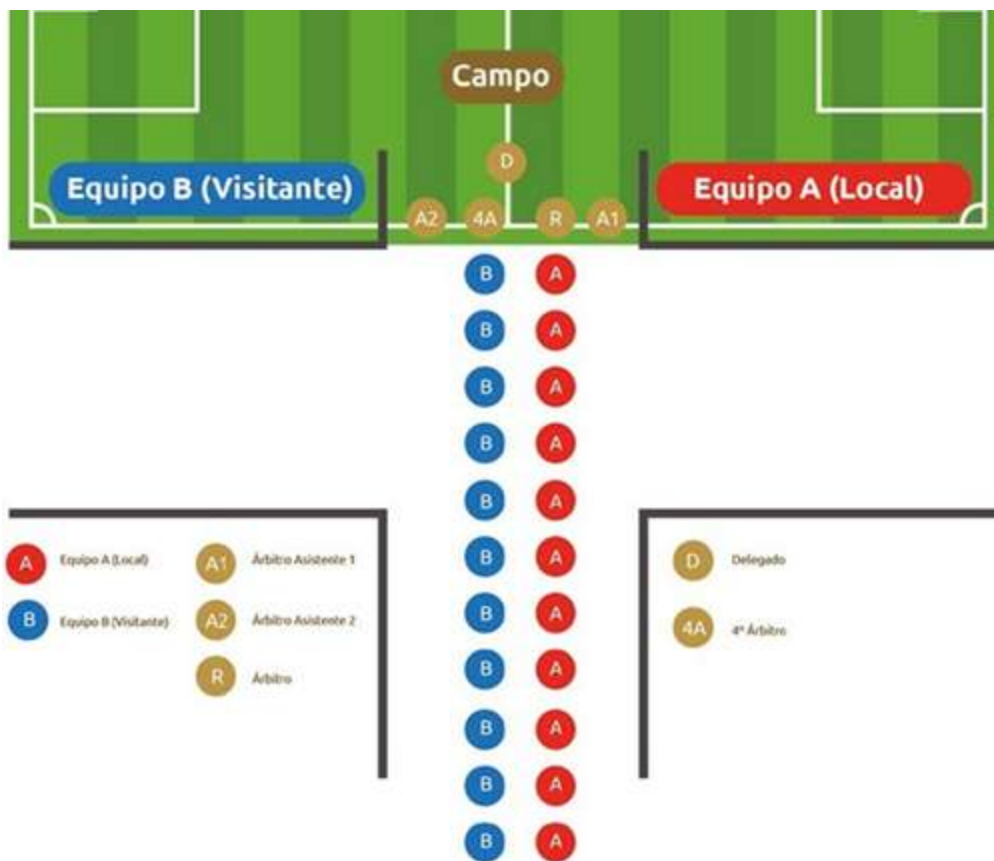 Campo
D
Equipo B (Visitante)
Equipo A (Local)
A2 4A R A1
B A
B A
B A
B A
B A
B A
B A
B A
B A
B A
B A
A Equipo A (Local)
B Equipo B (Visitante)
A1 Árbitro Asistente 1
A2 Árbitro Asistente 2
R Árbitro
D Delegado
4A 4º Árbitro